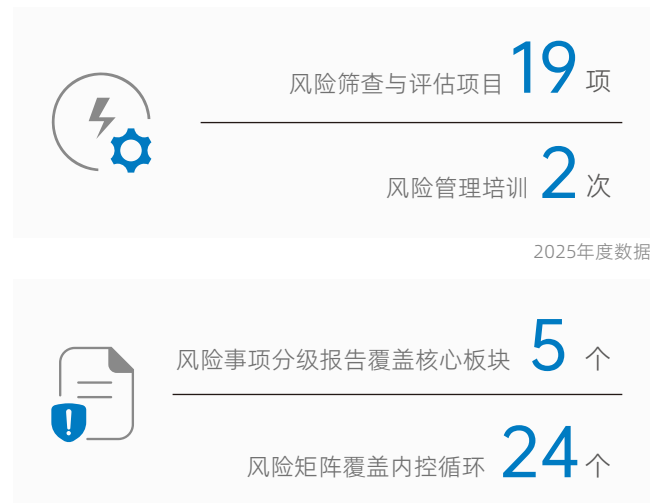 风险筛查与评估项目 19 项
风险管理培训 2 次
2025年度数据
风险事项分级报告覆盖核心板块 5 个
风险矩阵覆盖内控循环 24 个